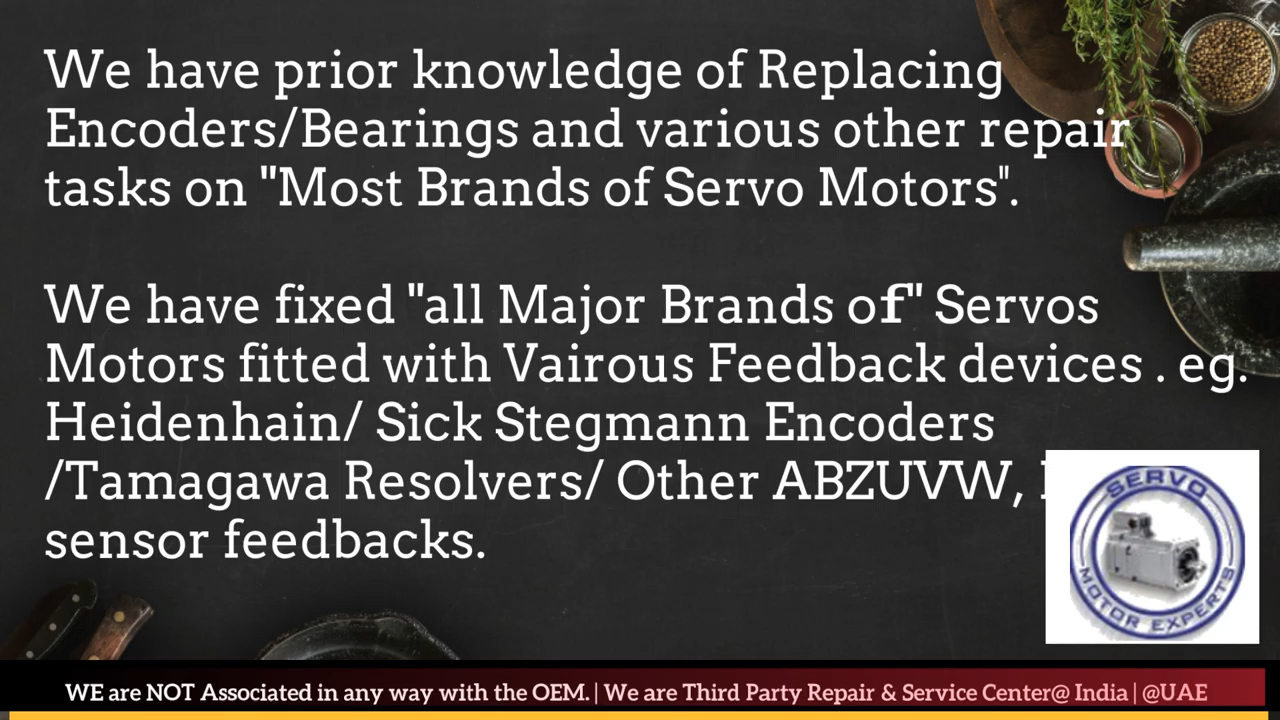 We have prior knowledge of Replacing
Encoders/Bearings and various other repair
tasks on "Most Brands of Servo Motors".
We have fixed "all Major Brands of" Servos
Motors fitted with Vairous Feedback devices . eg.
Heidenhain/ Sick Stegmann Encoders
/Tamagawa Resolvers/ Other ABZUVW,
sensor feedbacks.
SERVO
MOTOR EXPERTS
WE are NOT Associated in any way with the OEM. | We are Third Party Repair & Service Center@ India | @UAE